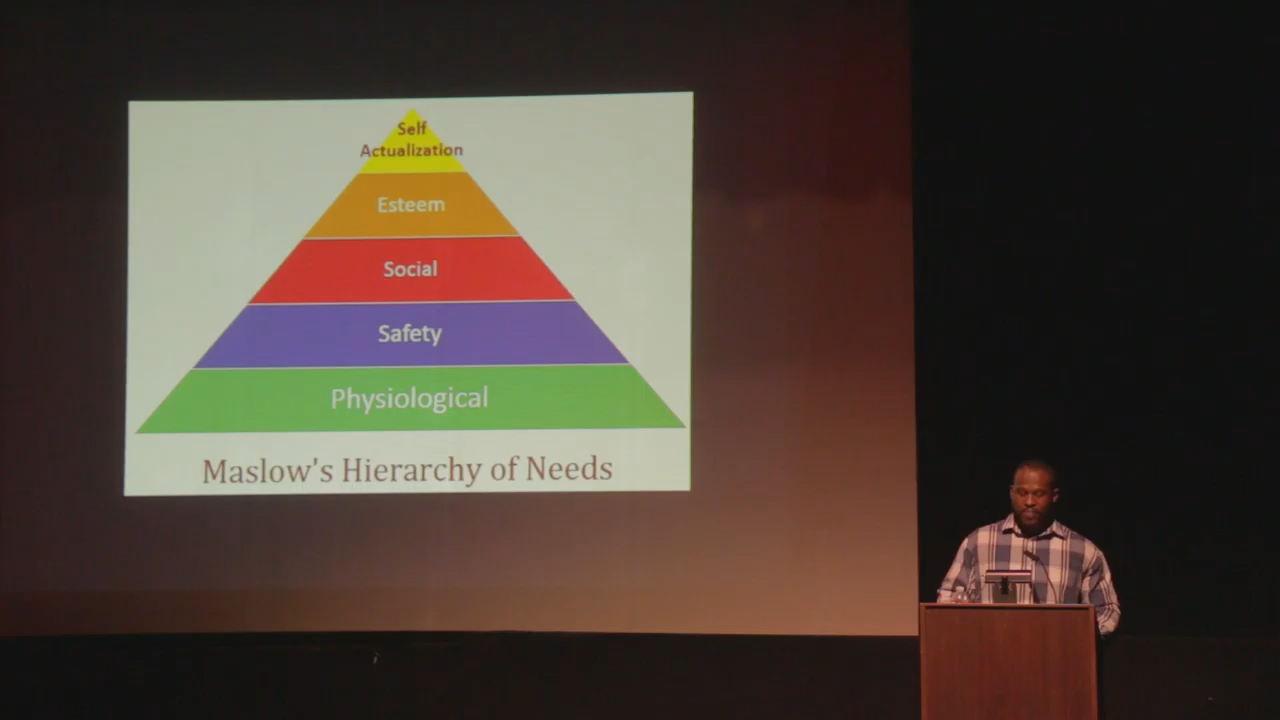 Self
Actualization
Esteem
Social
Safety
Physiological
Maslow's Hierarchy of Needs